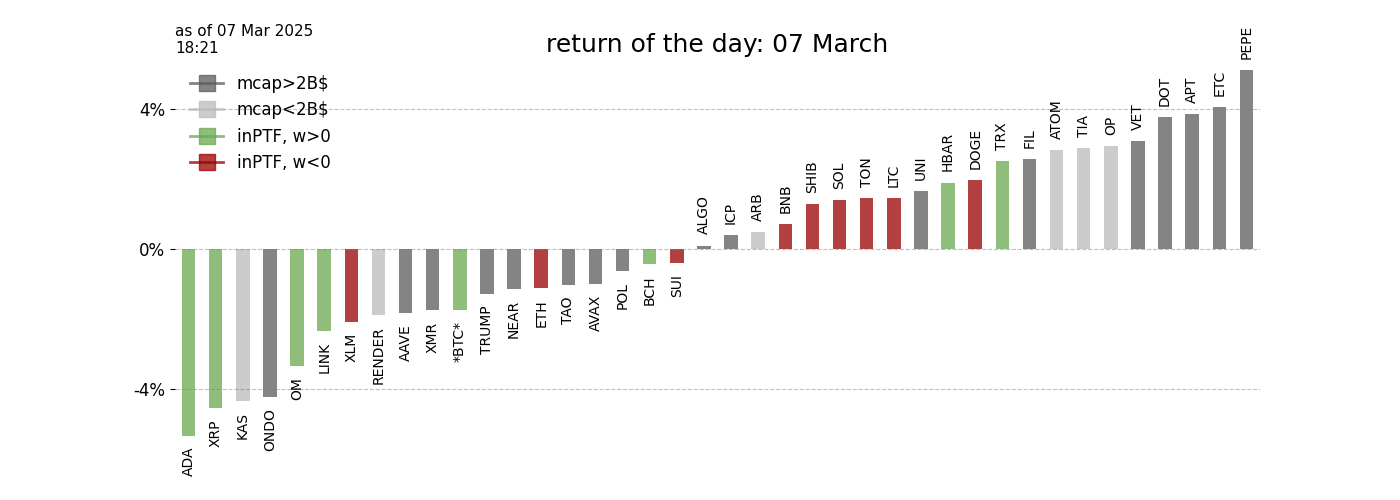 as of 07 Mar 2025
18:21
return of the day: 07 March
mcap>2B$
mcap<2B$
inPTF, w>0
inPTF, w<0
4%
0%
-4%
ADA
XRP
KAS
ONDO
OM
LINK
XLM
RENDER
AAVE
XMR
*BTC*
TRUMP
NEAR
ETH
TAO
AVAX
POL
BCH
SUI
ALGO
ICP
ARB
BNB
SHIB
SOL
TON
LTC
UNI
HBAR
DOGE
TRX
FIL
ATOM
TIA
OP
VET
DOT
APT
ETC
PEPE